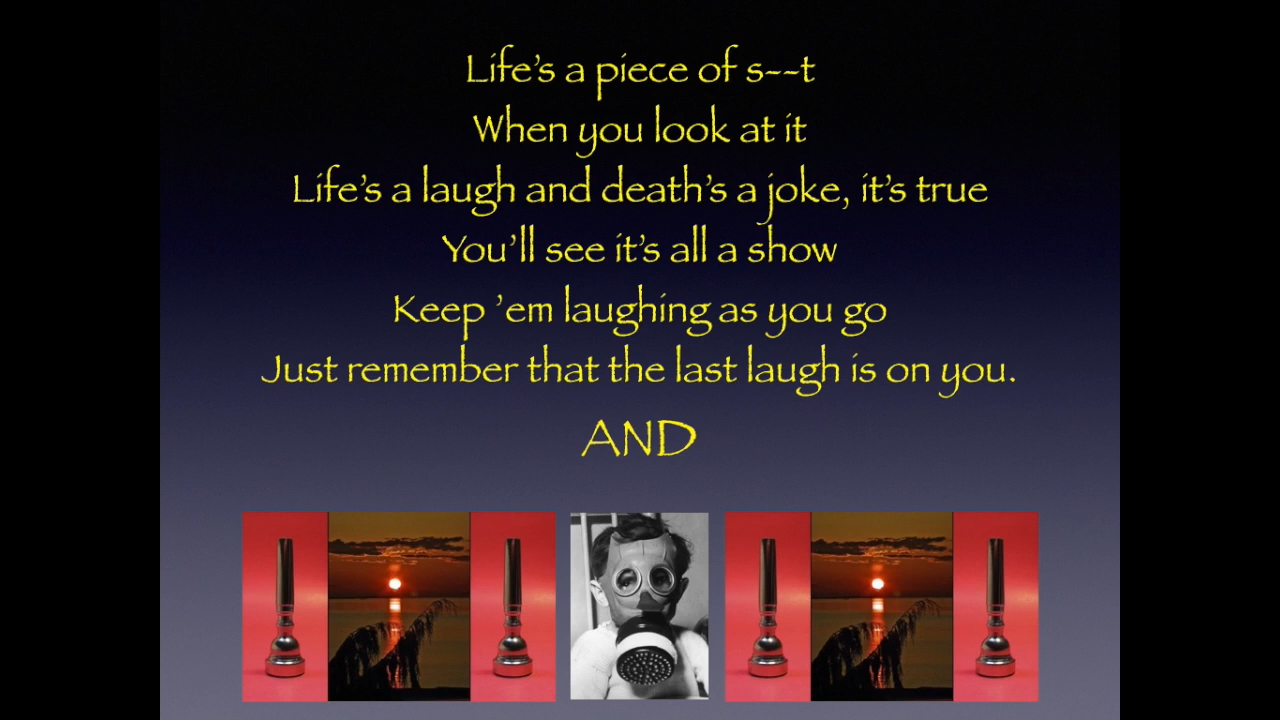 Life's a piece of s--t
When you look at it
Life's a laugh and death's a joke, it's true
You'll see it's all a show
Keep 'em laughing as you go
Just remember that the last laugh is on you.
AND